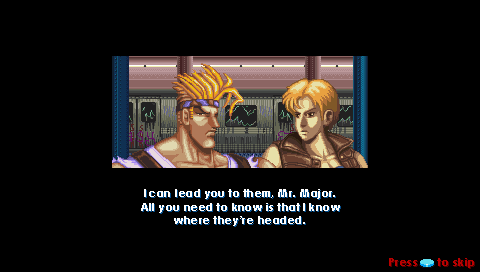 I can lead you to them, Mr. Major.
All you need to know is that I know
where they're headed.
Press to skip